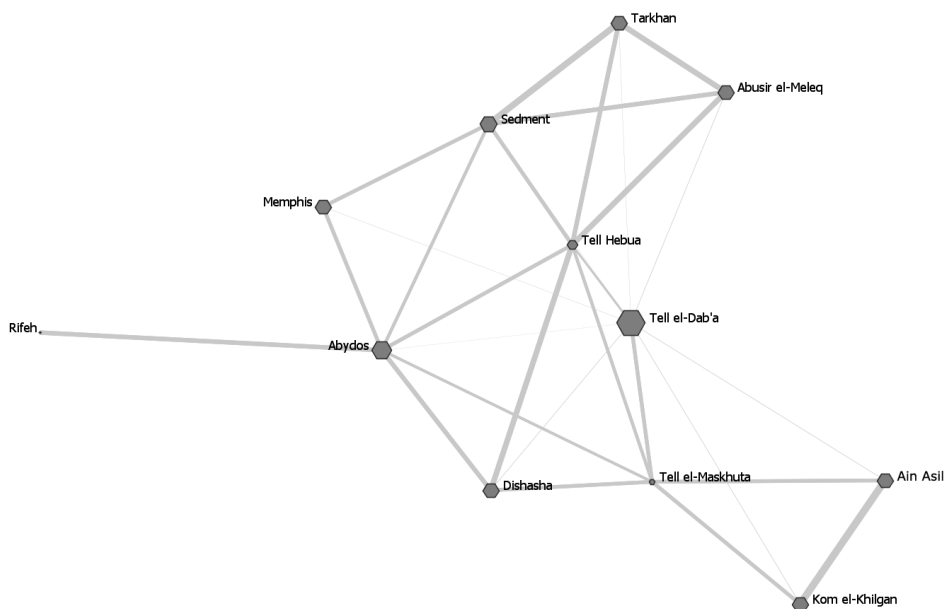 Tarkhan
Abusir el-Meleq
Sedment
Memphis
Tell Hebua
Tell el-Dab'a
Rifeh
Abydos
Tell el-Maskhuta
Ain Asil
Dishasha
Kom el-Khilgan